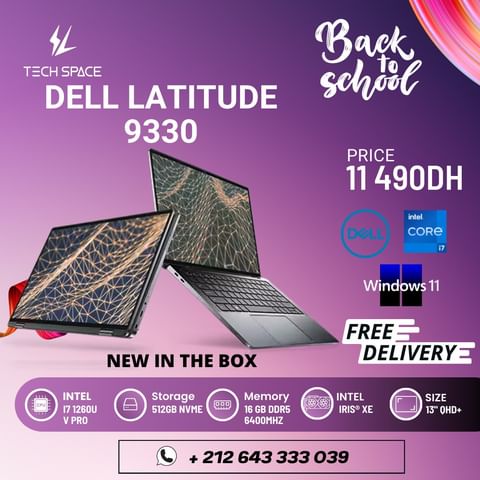 TECH SPACE
Back
to
school
DELL LATITUDE
9330
PRICE
11 490DH
DELL
intel
CORE
i7
Windows 11
FREE
DELIVERY
NEW IN THE BOX
INTEL
I7 1260U
V PRO
Storage
512GB NVME
Memory
16 GB DDR5
6400MHZ
INTEL
IRIS® XE
SIZE
13" QHD+
+ 212 643 333 039